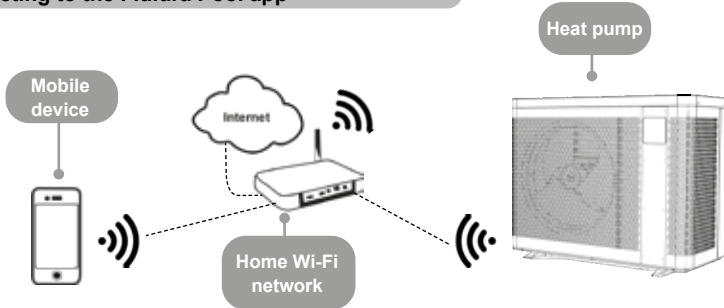 Heat pump
Mobile
device
Internet
Home Wi-Fi
network